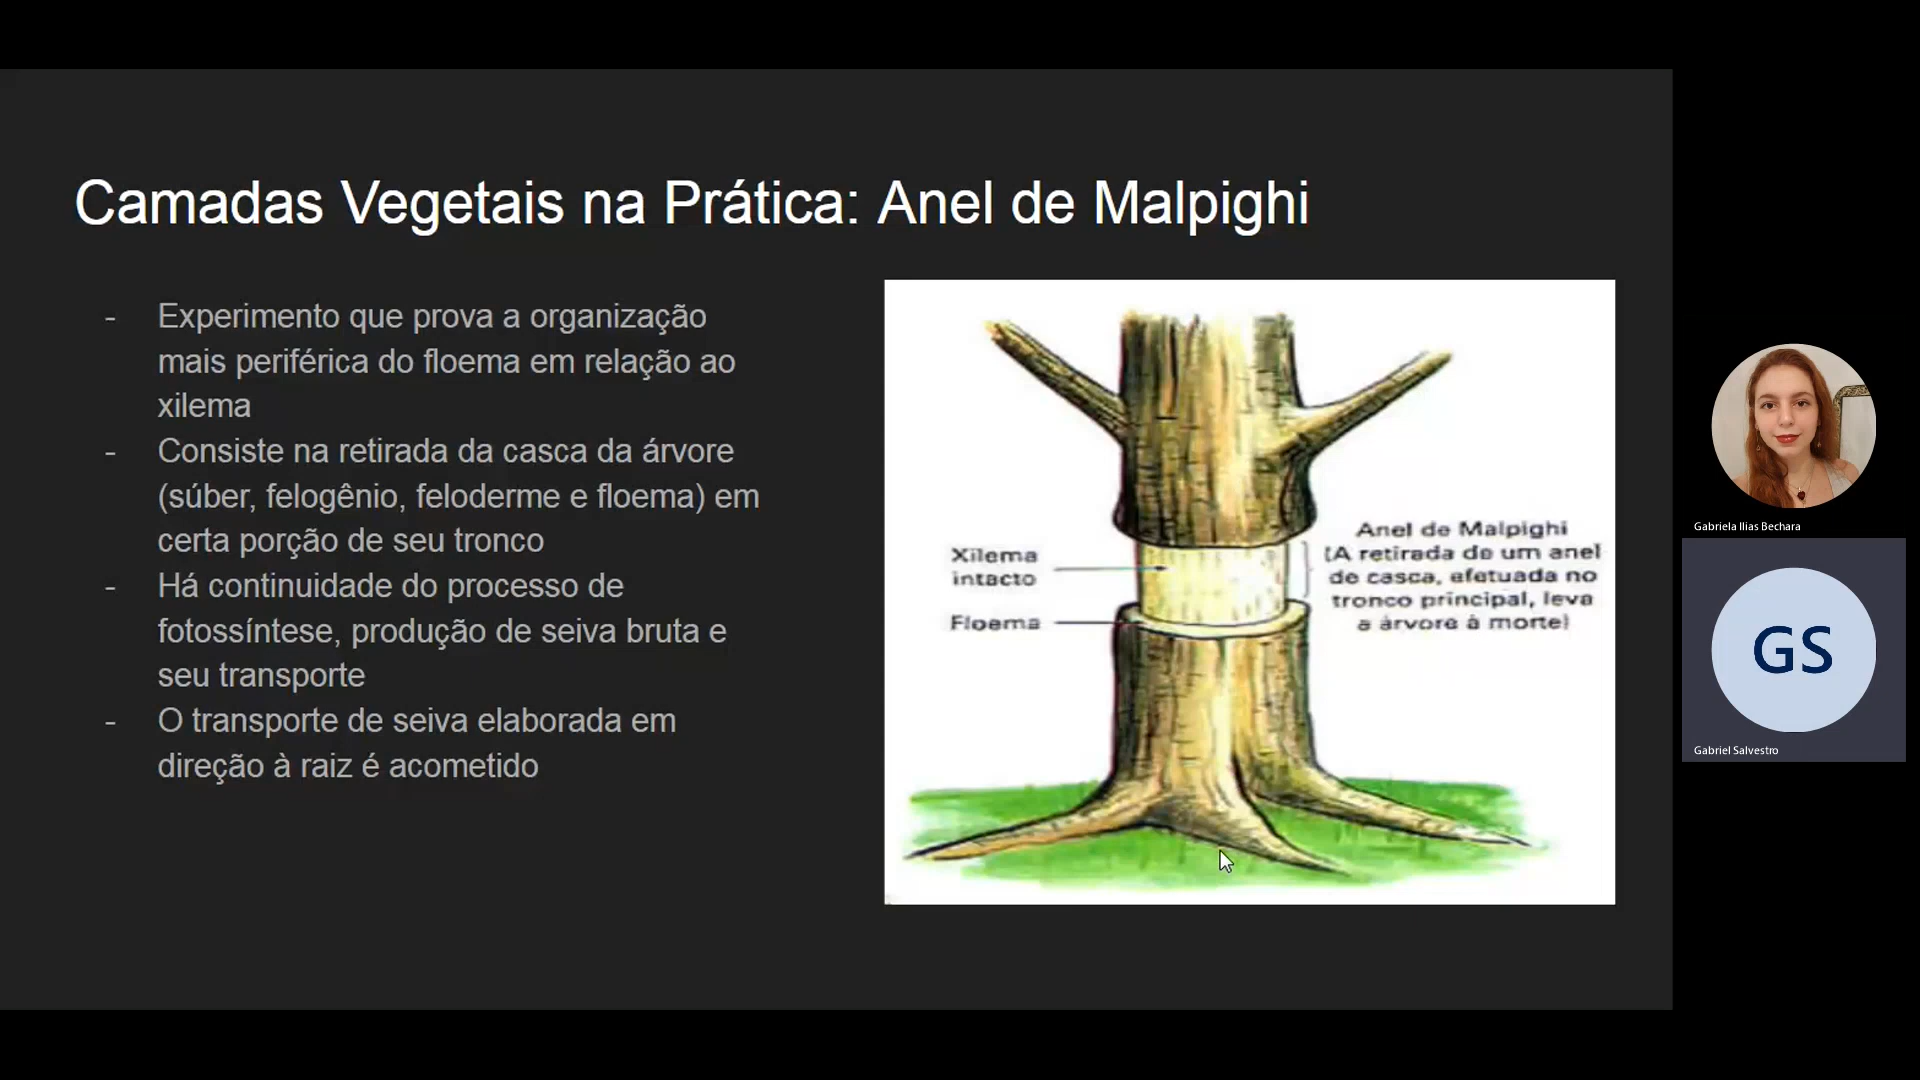 Camadas Vegetais na Prática: Anel de Malpighi
- Experimento que prova a organização
mais periférica do floema em relação ao
xilema
- Consiste na retirada da casca da árvore
(súber, felogênio, feloderme e floema) em
certa porção de seu tronco
- Há continuidade do processo de
fotossíntese, produção de seiva bruta e
seu transporte
- O transporte de seiva elaborada em
direção à raiz é acometido
Xilema
intacto
Floema
Anel de Malpighi
(A retirada de um anel
de casca, efetuada no
tronco principal, leva
a árvore à morte)
Gabriela Ilias Bechara
GS
Gabriel Salvestro